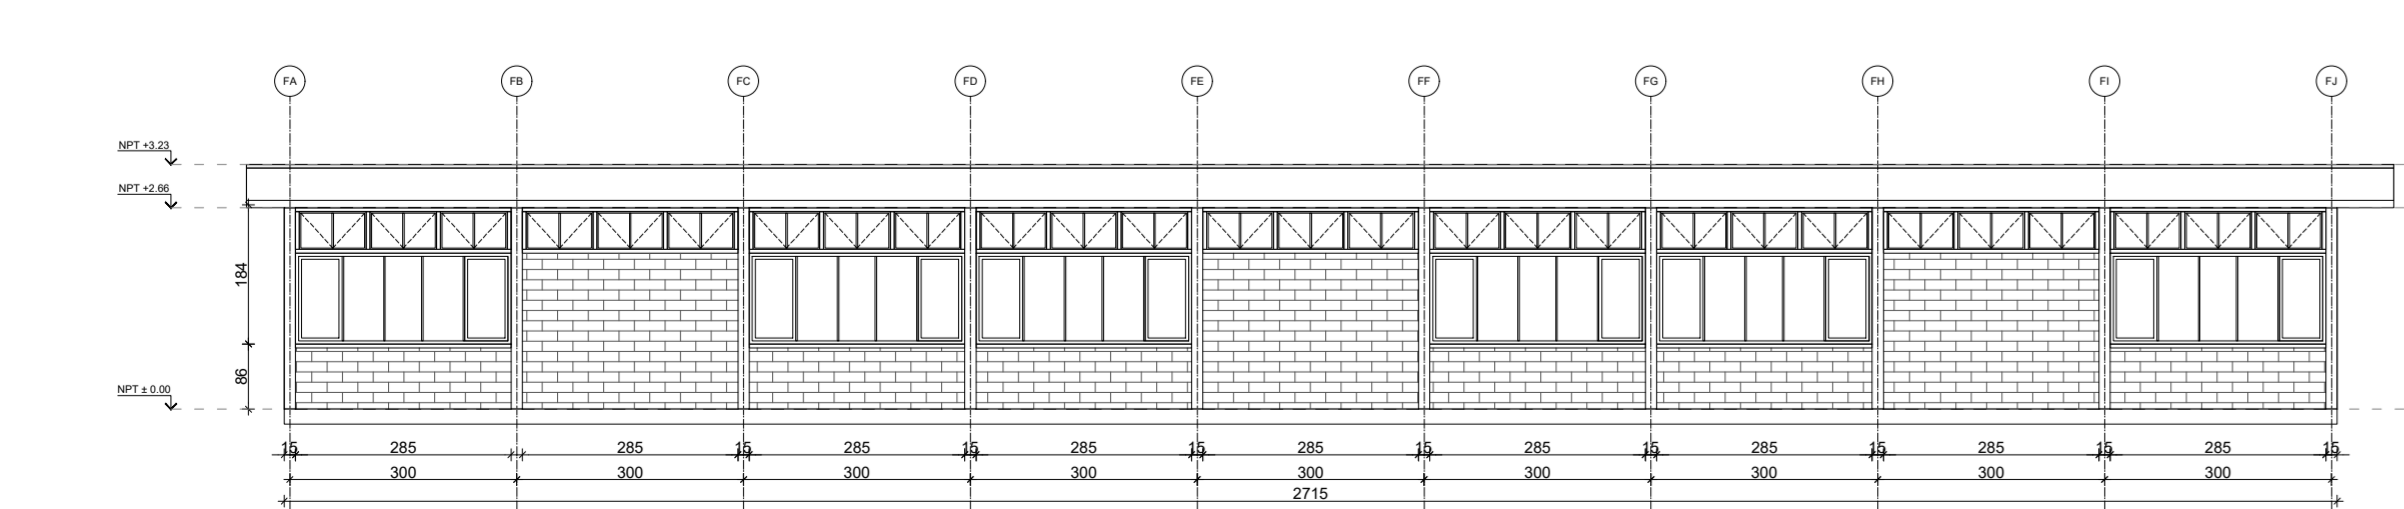 FA FB FC FD FE FF FG FH FI FJ
NPT +3.23
NPT +2.66
184
86
NPT ± 0.00
15 285 15 285 15 285 15 285 15 285 15 285 15 285 15 285 15 285 15
300 300 300 300 300 300 300 300 300
2715